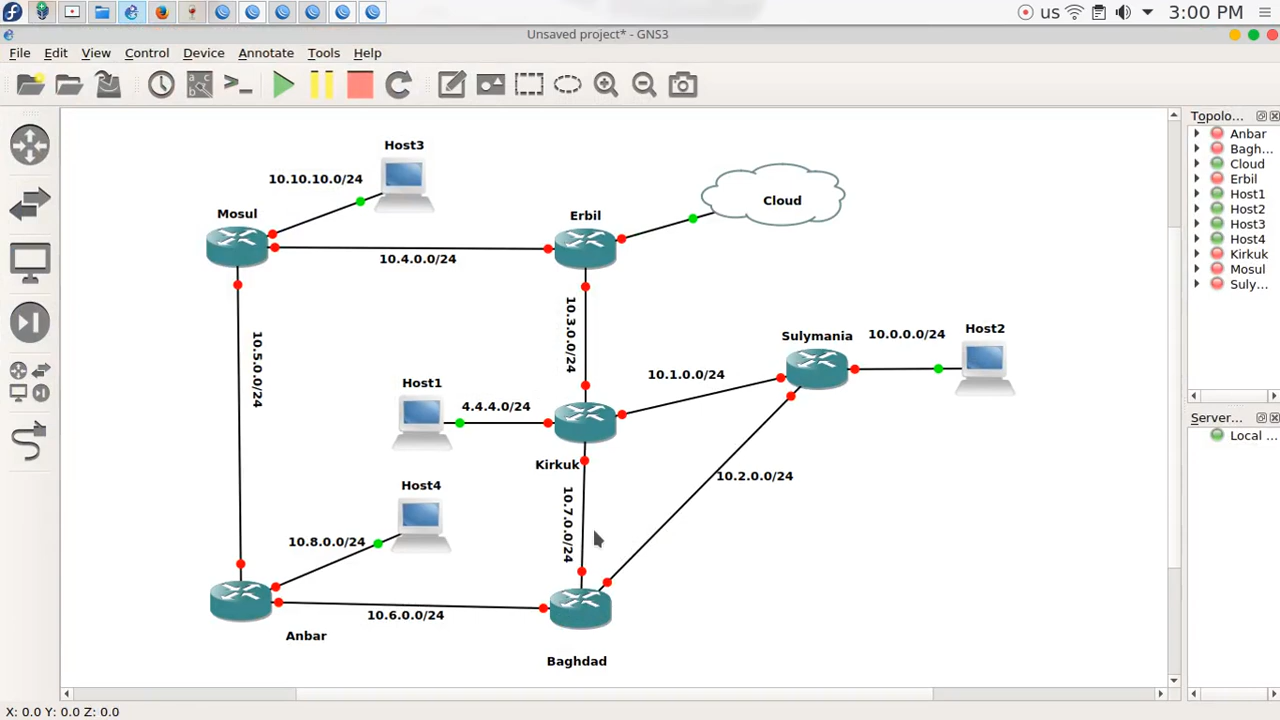 us
3:00 PM
Unsaved project* - GNS3
File Edit View Control Device Annotate Tools Help
Topolo...
Anbar
Bagh...
Cloud
Erbil
Host1
Host2
Host3
Host4
Kirkuk
Mosul
Suly...
Server...
Local ...
Host3
10.10.10.0/24
Mosul
Erbil
Cloud
10.4.0.0/24
10.5.0.0/24
10.3.0.0/24
Sulymania
10.0.0.0/24
Host2
10.1.0.0/24
Host1
4.4.4.0/24
Kirkuk
10.2.0.0/24
Host4
10.7.0.0/24
10.8.0.0/24
10.6.0.0/24
Anbar
Baghdad
X: 0.0 Y: 0.0 Z: 0.0